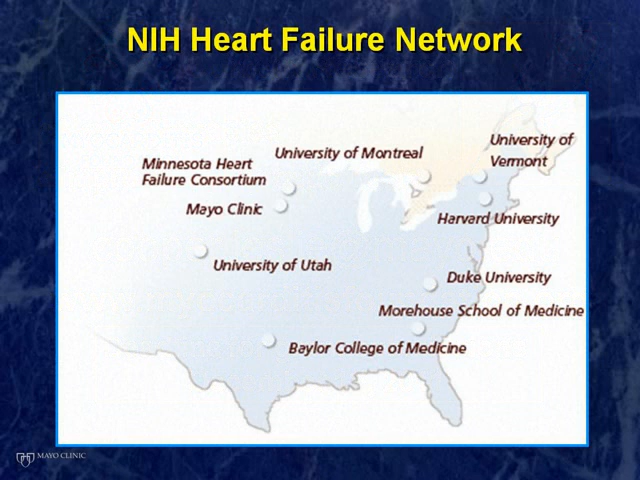 NIH Heart Failure Network
University of
Vermont
University of Montreal
Minnesota Heart
Failure Consortium
Mayo Clinic
Harvard University
University of Utah
Duke University
Morehouse School of Medicine
Baylor College of Medicine
MAYO CLINIC